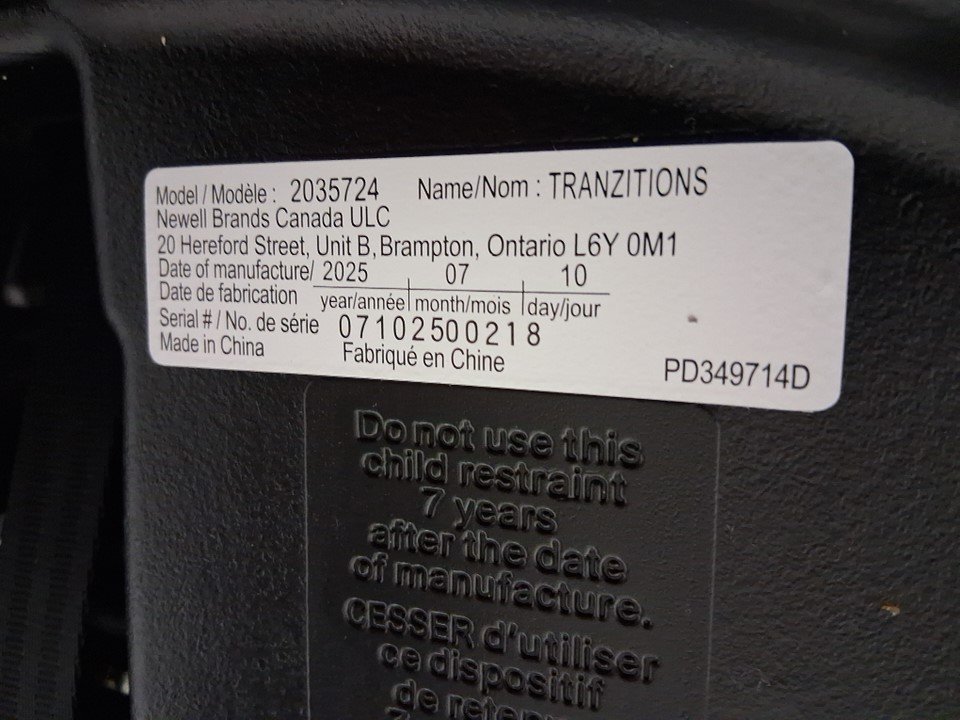 Model / Modèle : 2035724 Name/Nom : TRANZITIONS
Newell Brands Canada ULC
20 Hereford Street, Unit B, Brampton, Ontario L6Y 0M1
Date of manufacture/ 2025 07 10
Date de fabrication year/année month/mois day/jour
Serial # / No. de série 07102500218
Made in China Fabriqué en Chine PD349714D
Do not use this
child restraint
7 years
after the date
of manufacture.
CESSER d'utiliser
ce dispositif
de